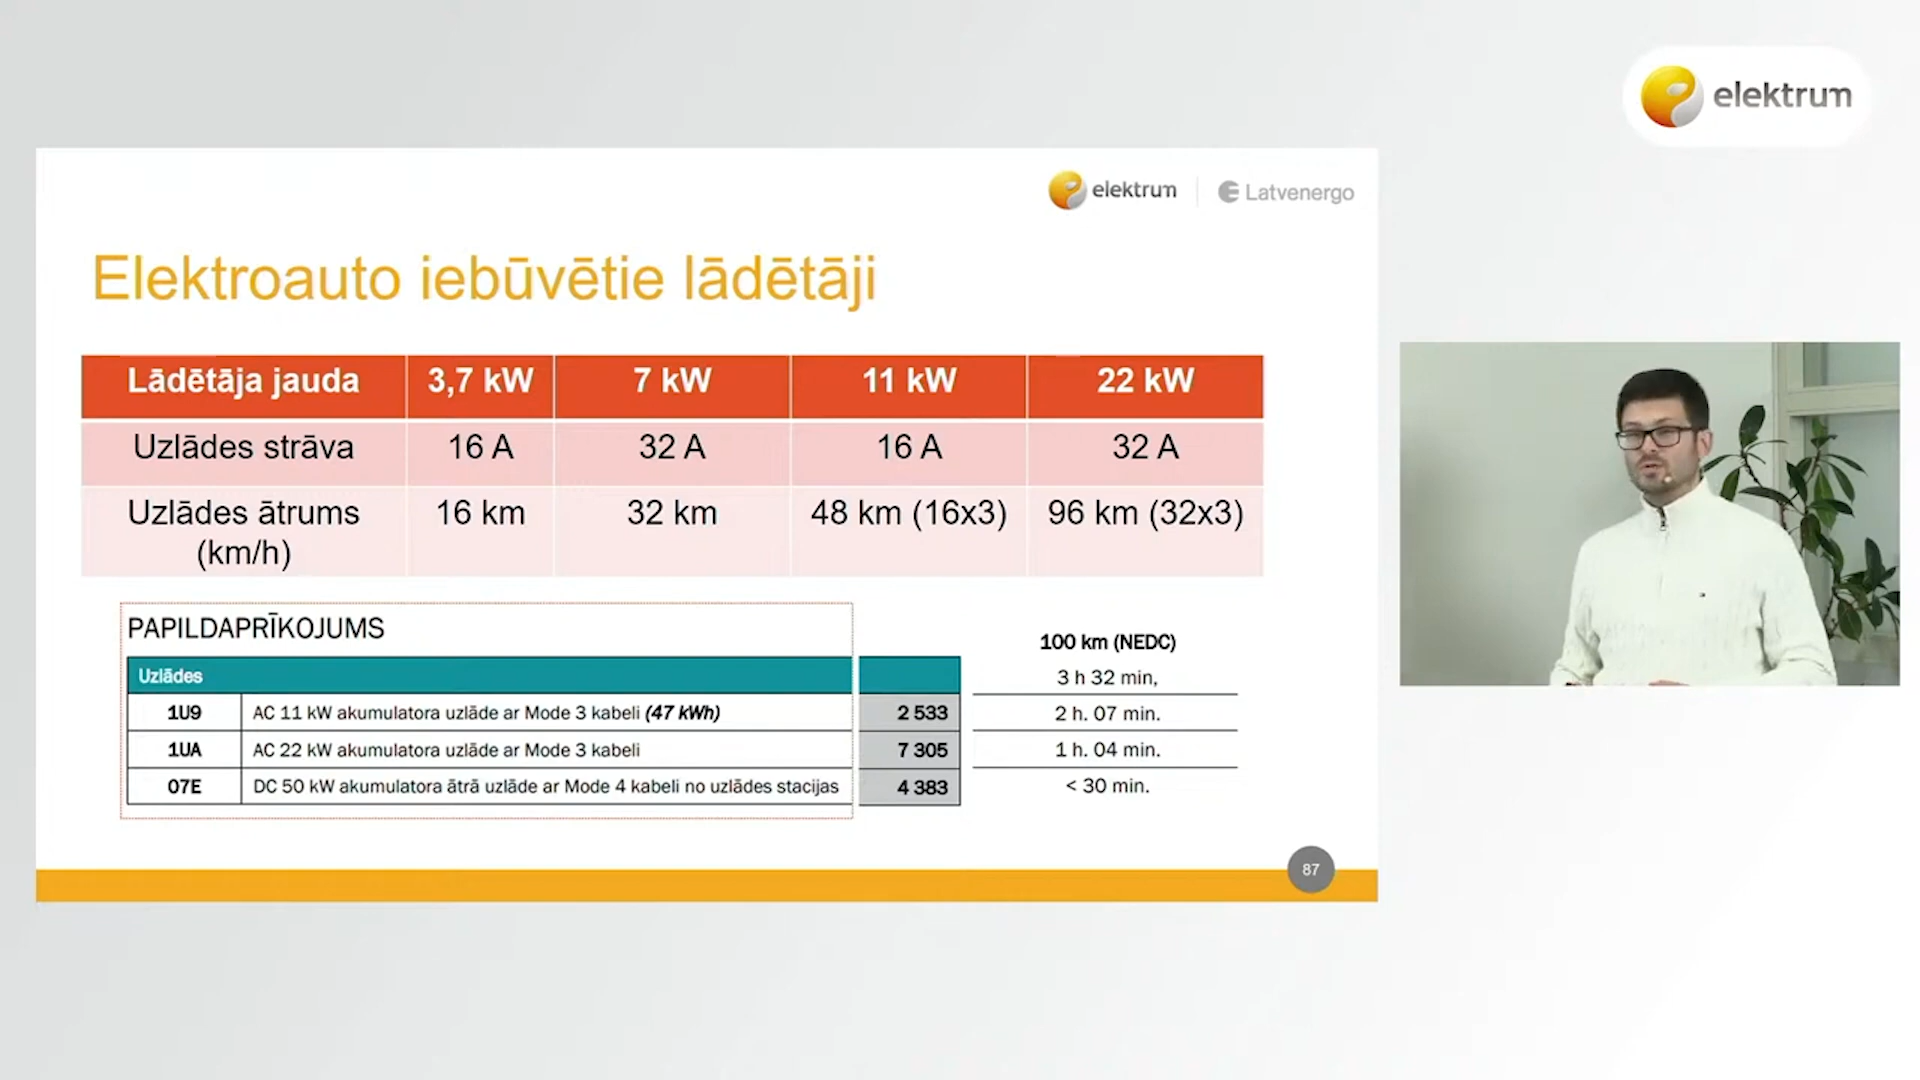 elektrum
elektrum
Latvenergo
Elektroauto iebūvētie lādētāji
Lādētāja jauda 3,7 kW 7 kW 11 kW 22 kW
Uzlādes strāva 16 A 32 A 16 A 32 A
Uzlādes ātrums (km/h) 16 km 32 km 48 km (16x3) 96 km (32x3)
PAPILDAPRĪKOJUMS
100 km (NEDC)
Uzlādes 3 h 32 min,
1U9 AC 11 kW akumulatora uzlāde ar Mode 3 kabeli (47 kWh) 2 533 2 h. 07 min.
1UA AC 22 kW akumulatora uzlāde ar Mode 3 kabeli 7 305 1 h. 04 min.
07E DC 50 kW akumulatora ātrā uzlāde ar Mode 4 kabeli no uzlādes stacijas 4 383 < 30 min.
87